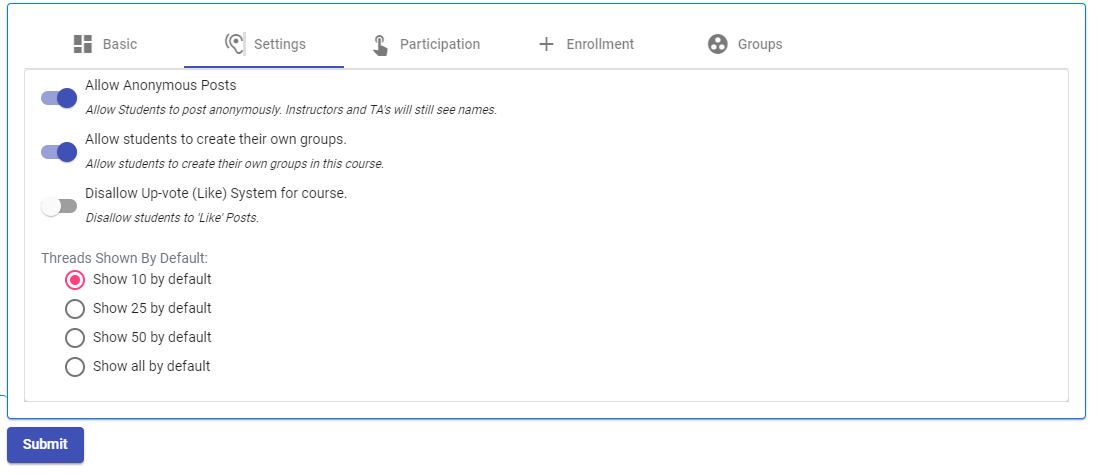 Basic Settings Participation Enrollment Groups
Allow Anonymous Posts
Allow Students to post anonymously. Instructors and TA's will still see names.
Allow students to create their own groups.
Allow students to create their own groups in this course.
Disallow Up-vote (Like) System for course.
Disallow students to 'Like' Posts.
Threads Shown By Default:
Show 10 by default
Show 25 by default
Show 50 by default
Show all by default
Submit